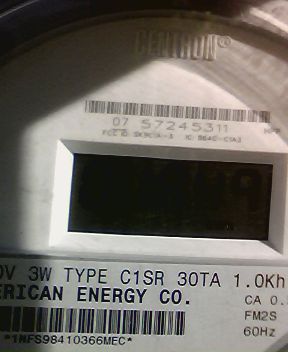 CENTRON®
07 57245311
0V 3W TYPE C1SR 30TA 1.0Kh
ERICAN ENERGY CO.
CA 0.
FM2S
60Hz
*1NFS98410366MEC*